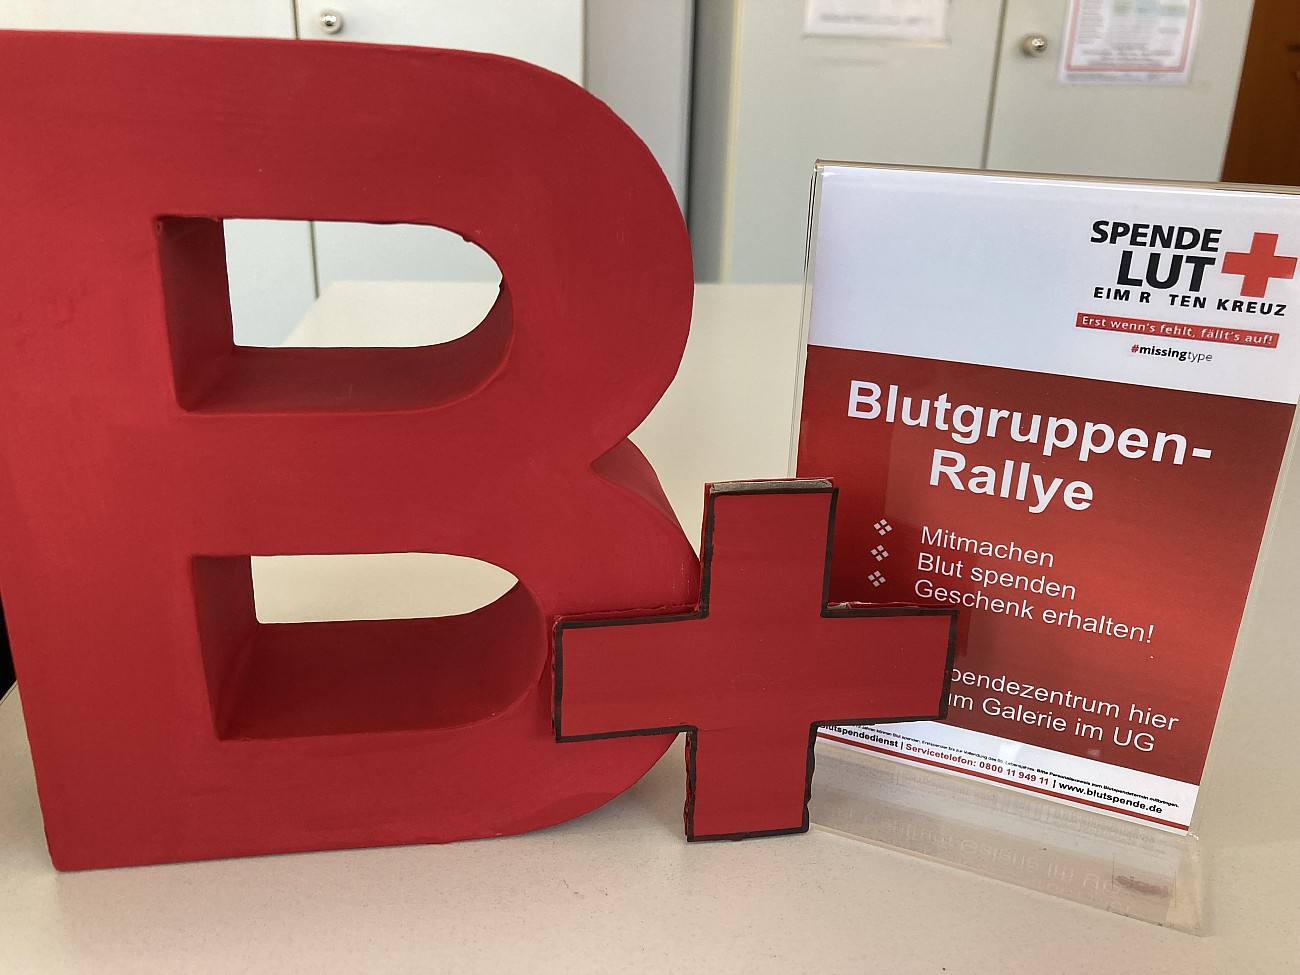 B+
SPENDE
LUT
EIM R TEN KREUZ
Erst wenn's fehlt, fällt's auf!
#missingtype
Blutgruppen-
Rallye
Mitmachen
Blut spenden
Geschenk erhalten!
pendezentrum hier
m Galerie im UG
Blutspendedienst | Servicetelefon: 0800 11 949 11 | www.blutspende.de